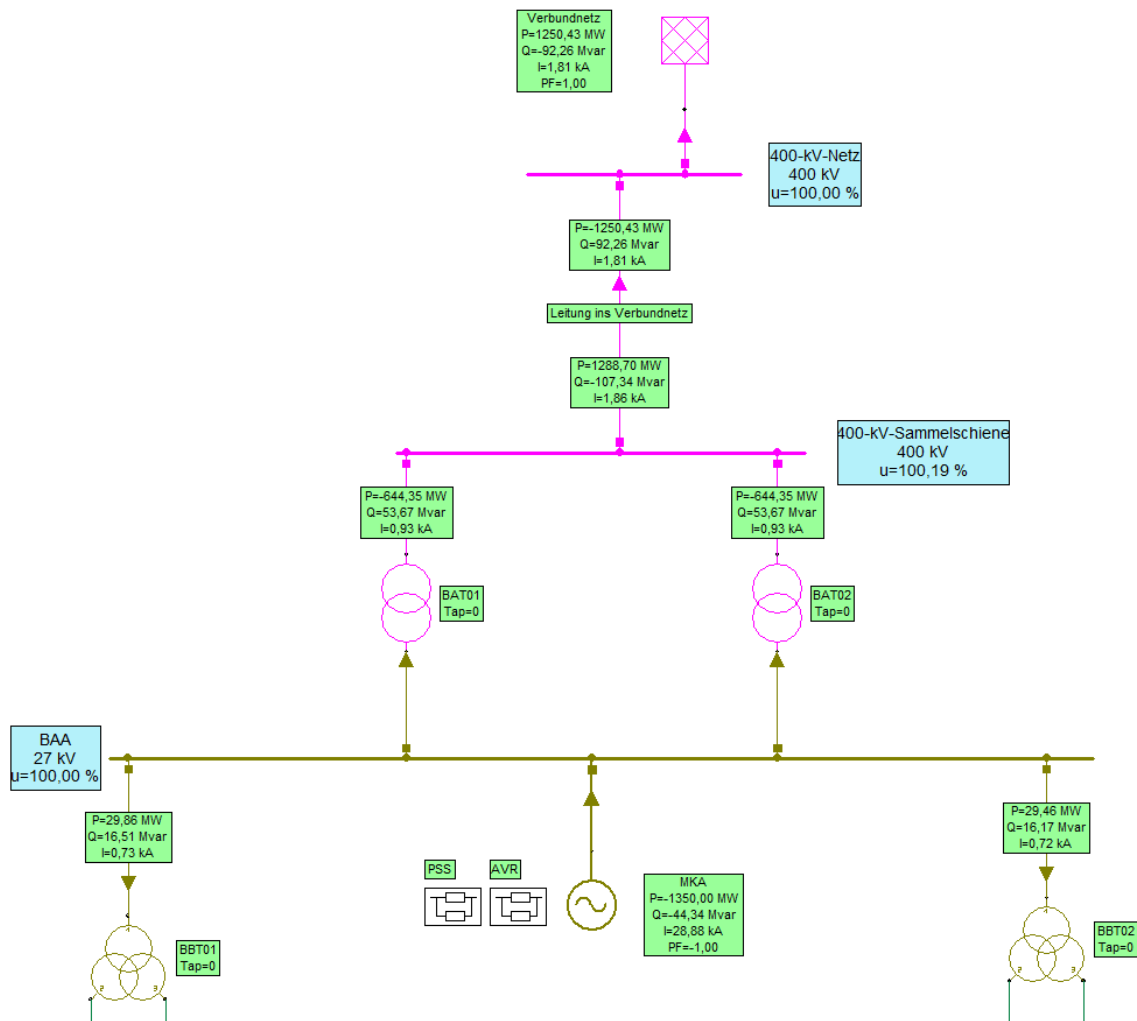 Verbundnetz
P=1250,43 MW
Q=-92,26 Mvar
I=1,81 kA
PF=1,00
400-kV-Netz
400 kV
u=100,00 %
P=-1250,43 MW
Q=92,26 Mvar
I=1,81 kA
Leitung ins Verbundnetz
P=1288,70 MW
Q=-107,34 Mvar
I=1,86 kA
400-kV-Sammelschiene
400 kV
u=100,19 %
P=-644,35 MW
Q=53,67 Mvar
I=0,93 kA
P=-644,35 MW
Q=53,67 Mvar
I=0,93 kA
BAT01
Tap=0
BAT02
Tap=0
BAA
27 kV
u=100,00 %
P=29,86 MW
Q=16,51 Mvar
I=0,73 kA
P=29,46 MW
Q=16,17 Mvar
I=0,72 kA
PSS
AVR
MKA
P=-1350,00 MW
Q=-44,34 Mvar
I=28,88 kA
PF=-1,00
BBT01
Tap=0
1
2
3
BBT02
Tap=0
1
2
3